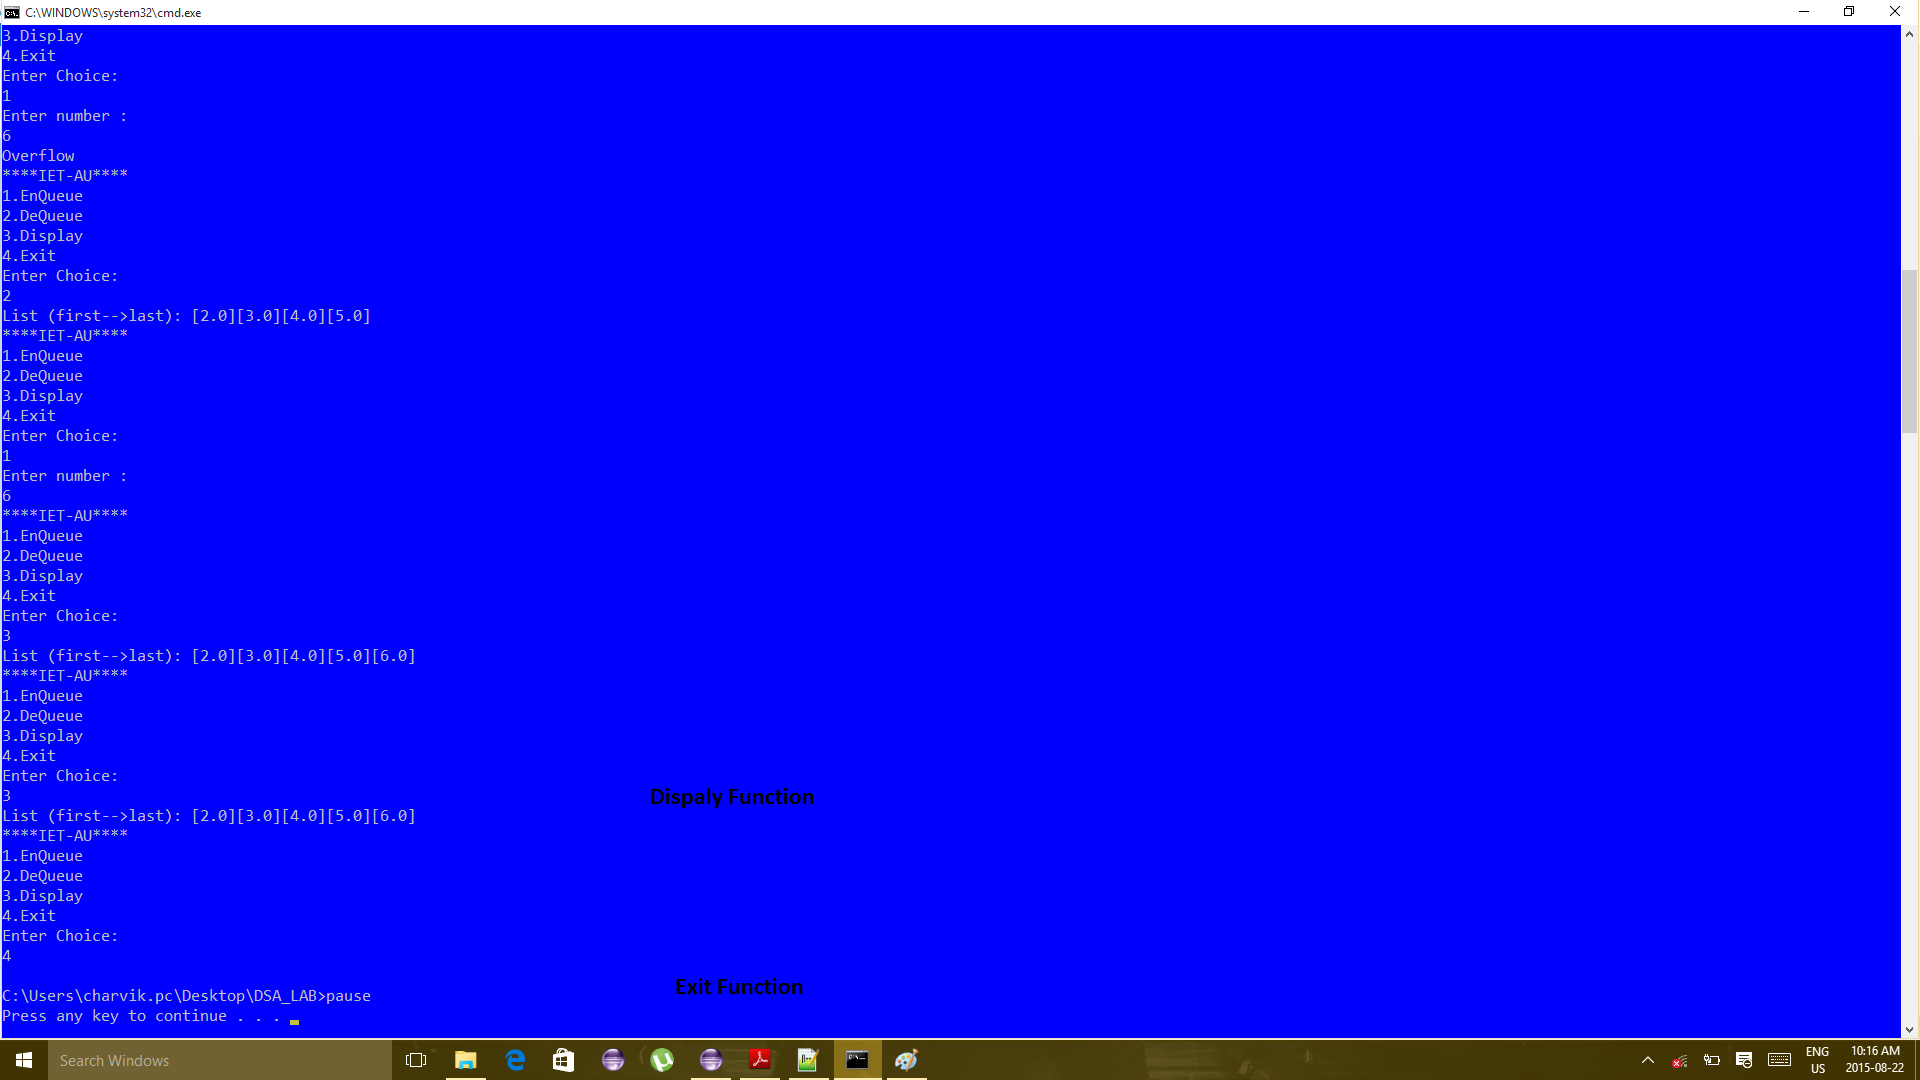 C:\WINDOWS\system32\cmd.exe
3.Display
4.Exit
Enter Choice:
1
Enter number :
6
Overflow
****IET-AU****
1.EnQueue
2.DeQueue
3.Display
4.Exit
Enter Choice:
2
List (first-->last): [2.0][3.0][4.0][5.0]
****IET-AU****
1.EnQueue
2.DeQueue
3.Display
4.Exit
Enter Choice:
1
Enter number :
6
****IET-AU****
1.EnQueue
2.DeQueue
3.Display
4.Exit
Enter Choice:
3
List (first-->last): [2.0][3.0][4.0][5.0][6.0]
****IET-AU****
1.EnQueue
2.DeQueue
3.Display
4.Exit
Enter Choice:
3
Dispaly Function
List (first-->last): [2.0][3.0][4.0][5.0][6.0]
****IET-AU****
1.EnQueue
2.DeQueue
3.Display
4.Exit
Enter Choice:
4
Exit Function
C:\Users\charvik.pc\Desktop\DSA_LAB>pause
Press any key to continue . . .
Search Windows
ENG
US
10:16 AM
2015-08-22